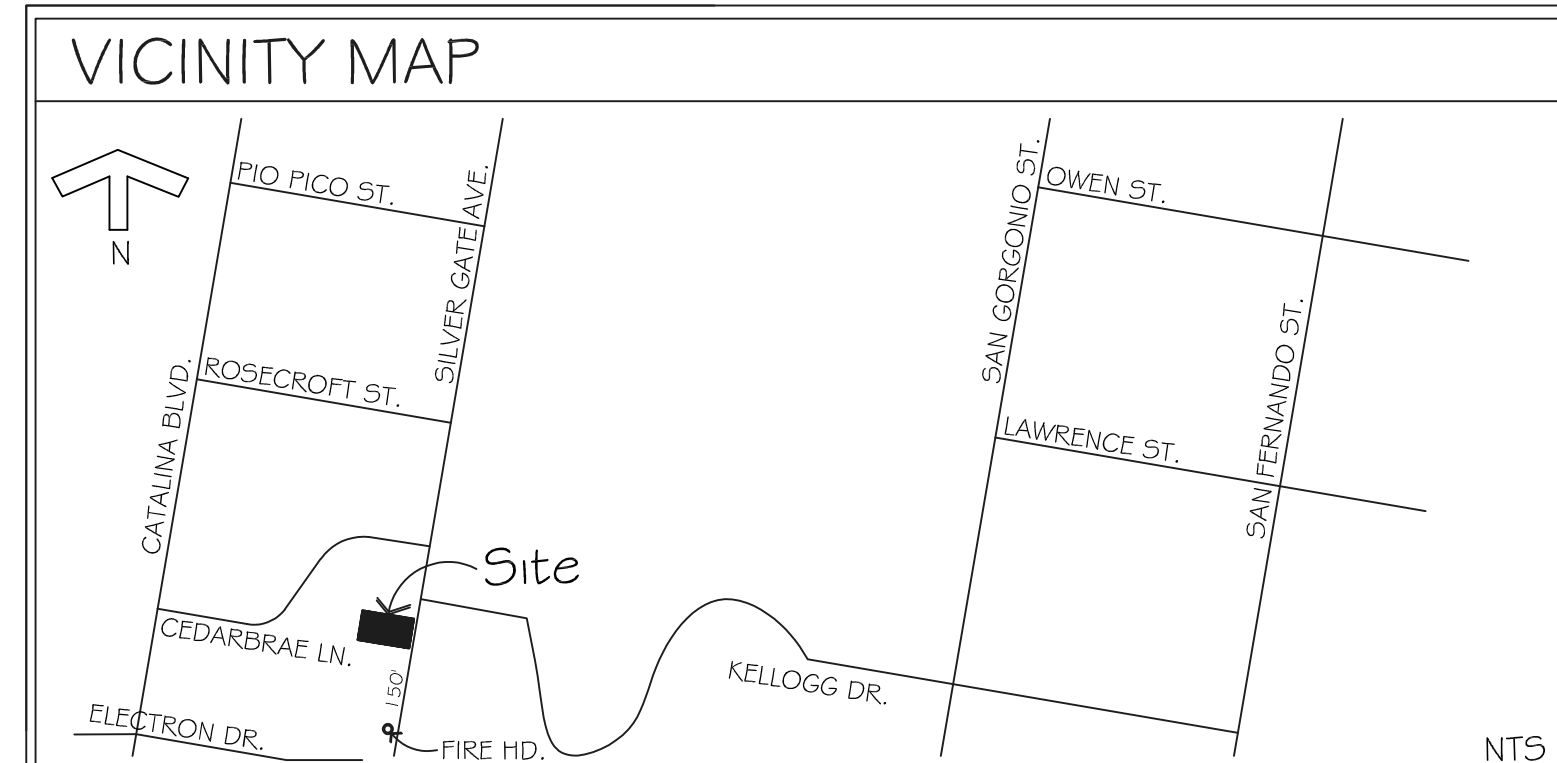 VICINITY MAP
N
PIO PICO ST.
SILVER GATE AVE.
SAN GORGONIO ST.
OWEN ST.
CATALINA BLVD.
ROSECROFT ST.
SAN FERNANDO ST.
LAWRENCE ST.
Site
CEDARBRAE LN.
150'
KELLOGG DR.
ELECTRON DR.
FIRE HD.
NTS